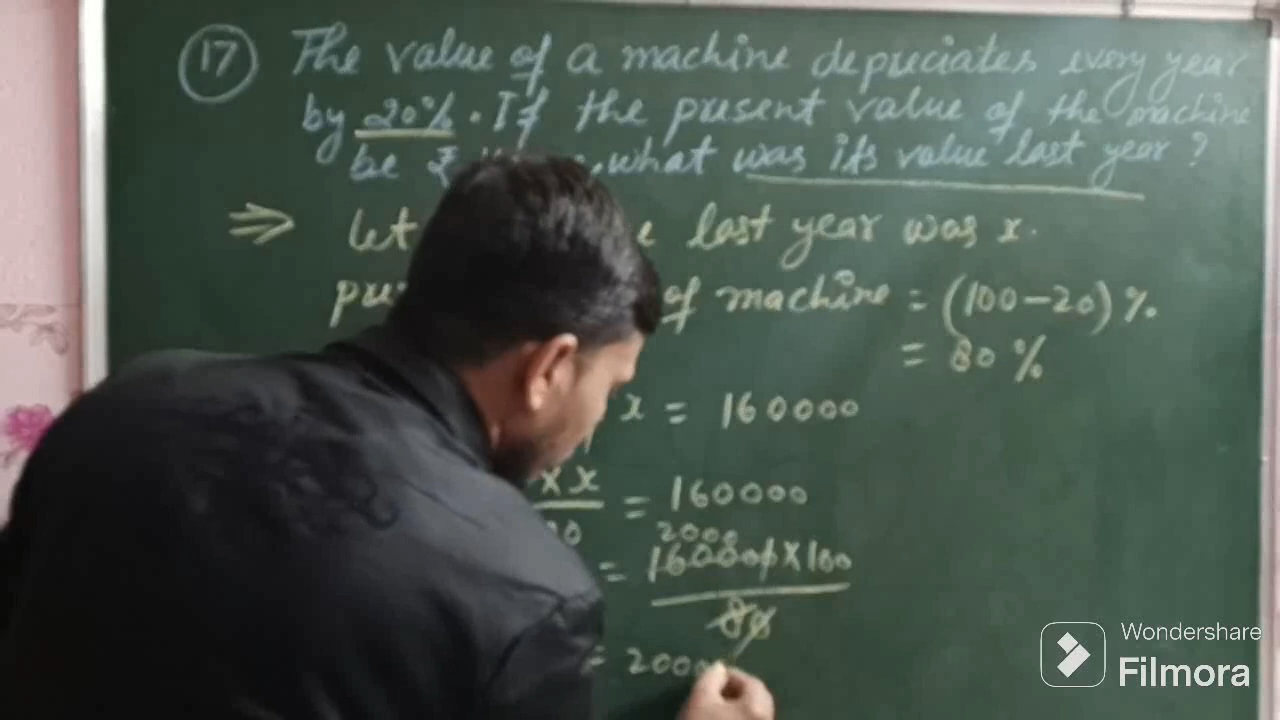 17 The value of a machine depreciates every year
by 20%. If the present value of the machine
be ₹ , what was its value last year ?
⇒ Let last year was x.
of machine = (100-20)%.
= 80%
x = 160000
× x = 160000
2000
= 160000 × 100
80
= 2000
Wondershare
Filmora